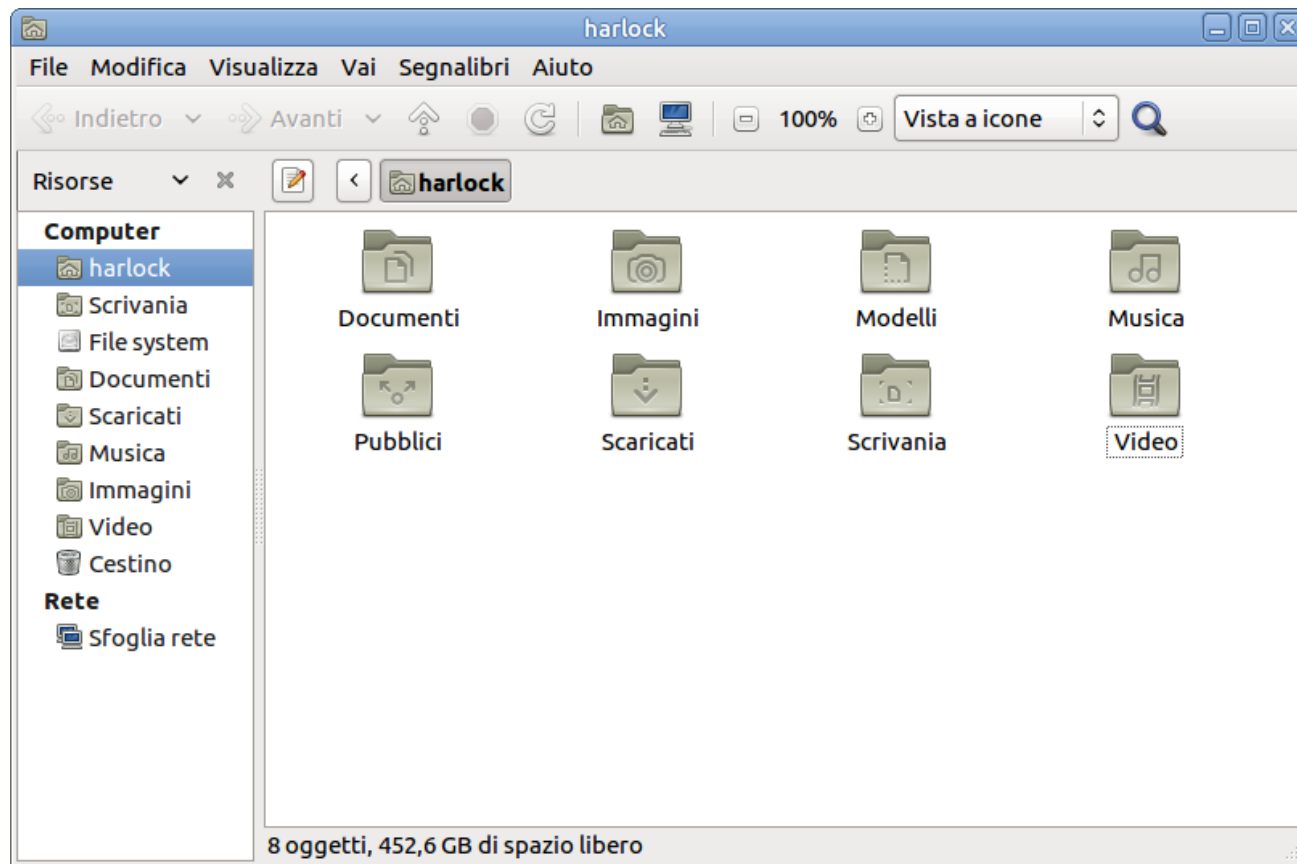 harlock
File Modifica Visualizza Vai Segnalibri Aiuto
Indietro Avanti 100% Vista a icone
Risorse harlock
Computer
harlock
Scrivania
File system
Documenti
Scaricati
Musica
Immagini
Video
Cestino
Rete
Sfoglia rete
Documenti Immagini Modelli Musica
Pubblici Scaricati Scrivania Video
8 oggetti, 452,6 GB di spazio libero